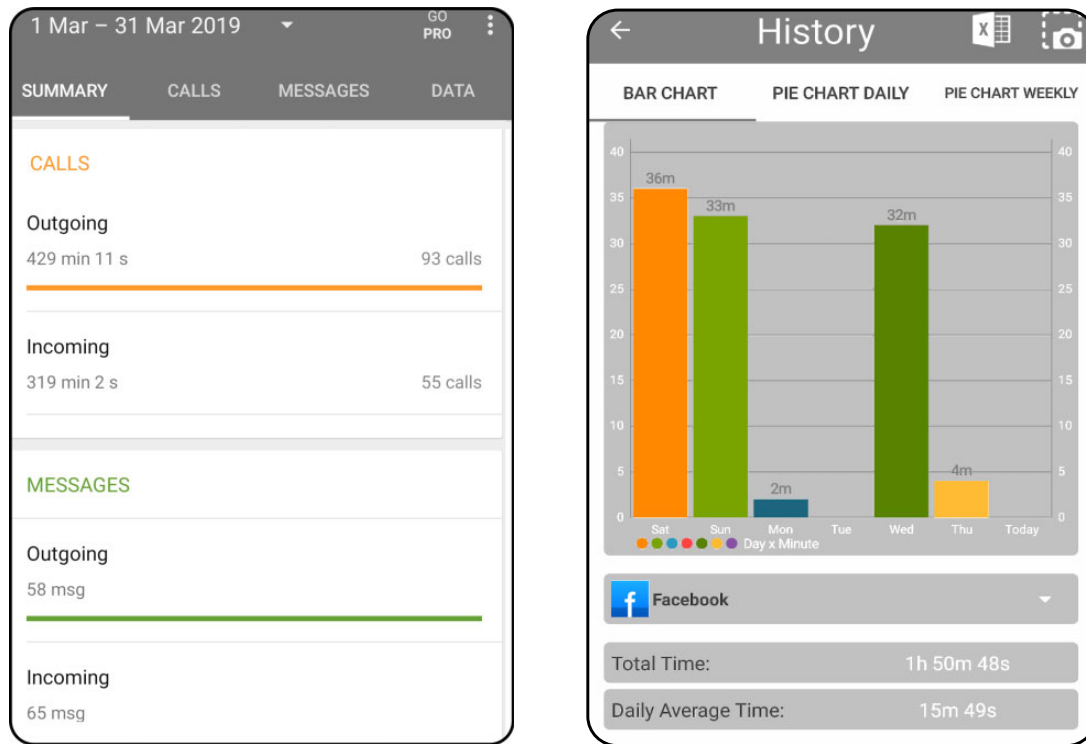 1 Mar – 31 Mar 2019
GO
PRO
SUMMARY CALLS MESSAGES DATA
CALLS
Outgoing
429 min 11 s 93 calls
Incoming
319 min 2 s 55 calls
MESSAGES
Outgoing
58 msg
Incoming
65 msg
History
X
BAR CHART PIE CHART DAILY PIE CHART WEEKLY
40 40
36m
35 33m 35
32m
30 30
25 25
20 20
15 15
10 10
5 4m 5
2m
0 0
Sat Sun Mon Tue Wed Thu Today
Day x Minute
f Facebook
Total Time: 1h 50m 48s
Daily Average Time: 15m 49s